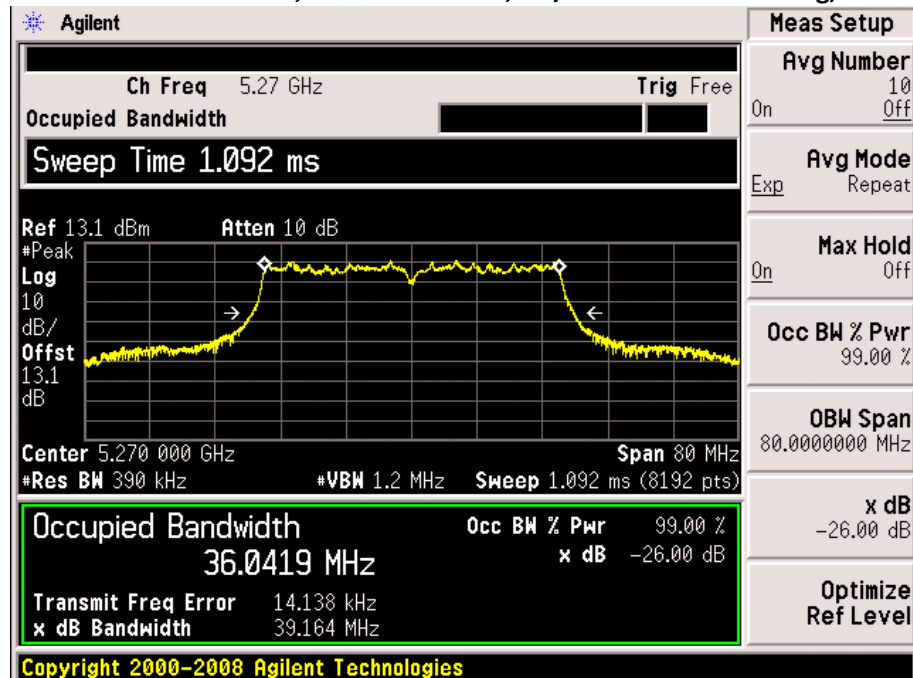 Agilent
Ch Freq 5.27 GHz Trig Free
Occupied Bandwidth
Sweep Time 1.092 ms
Ref 13.1 dBm Atten 10 dB
#Peak
Log
10
dB/
Offst
13.1
dB
Center 5.270 000 GHz Span 80 MHz
#Res BW 390 kHz #VBW 1.2 MHz Sweep 1.092 ms (8192 pts)
Occupied Bandwidth Occ BW % Pwr 99.00 %
36.0419 MHz x dB -26.00 dB
Transmit Freq Error 14.138 kHz
x dB Bandwidth 39.164 MHz
Copyright 2000-2008 Agilent Technologies
Meas Setup
Avg Number
10
On Off
Avg Mode
Exp Repeat
Max Hold
On Off
Occ BW % Pwr
99.00 %
OBW Span
80.0000000 MHz
x dB
-26.00 dB
Optimize
Ref Level